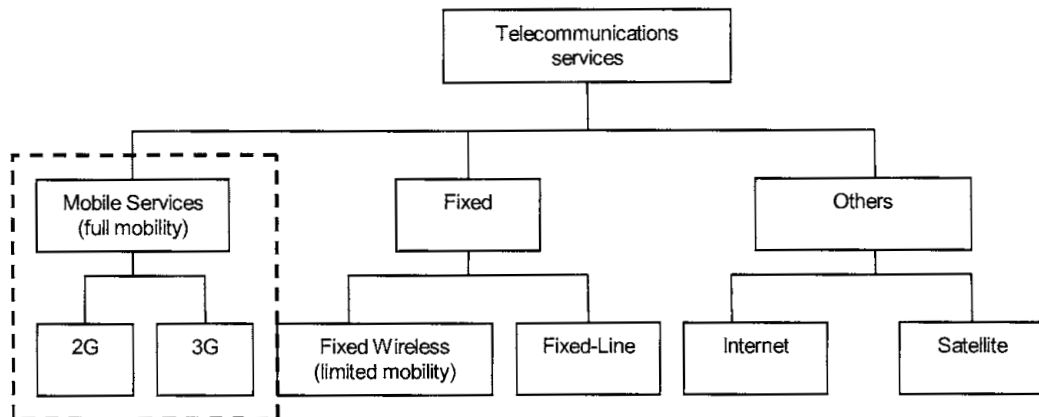 Telecommunications
services
Mobile Services
(full mobility)
Fixed
Others
2G
3G
Fixed Wireless
(limited mobility)
Fixed-Line
Internet
Satellite